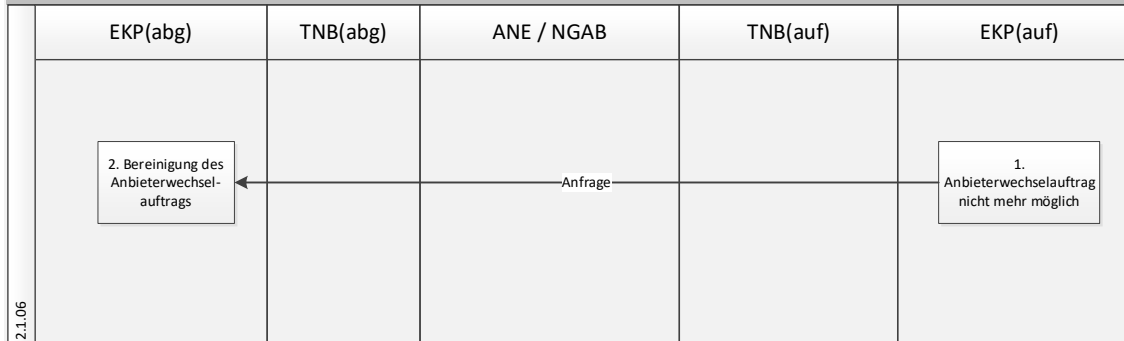 EKP(abg)
TNB(abg)
ANE / NGAB
TNB(auf)
EKP(auf)
2. Bereinigung des
Anbieterwechsel-
auftrags
Anfrage
1.
Anbieterwechselauftrag
nicht mehr möglich
2.1.06